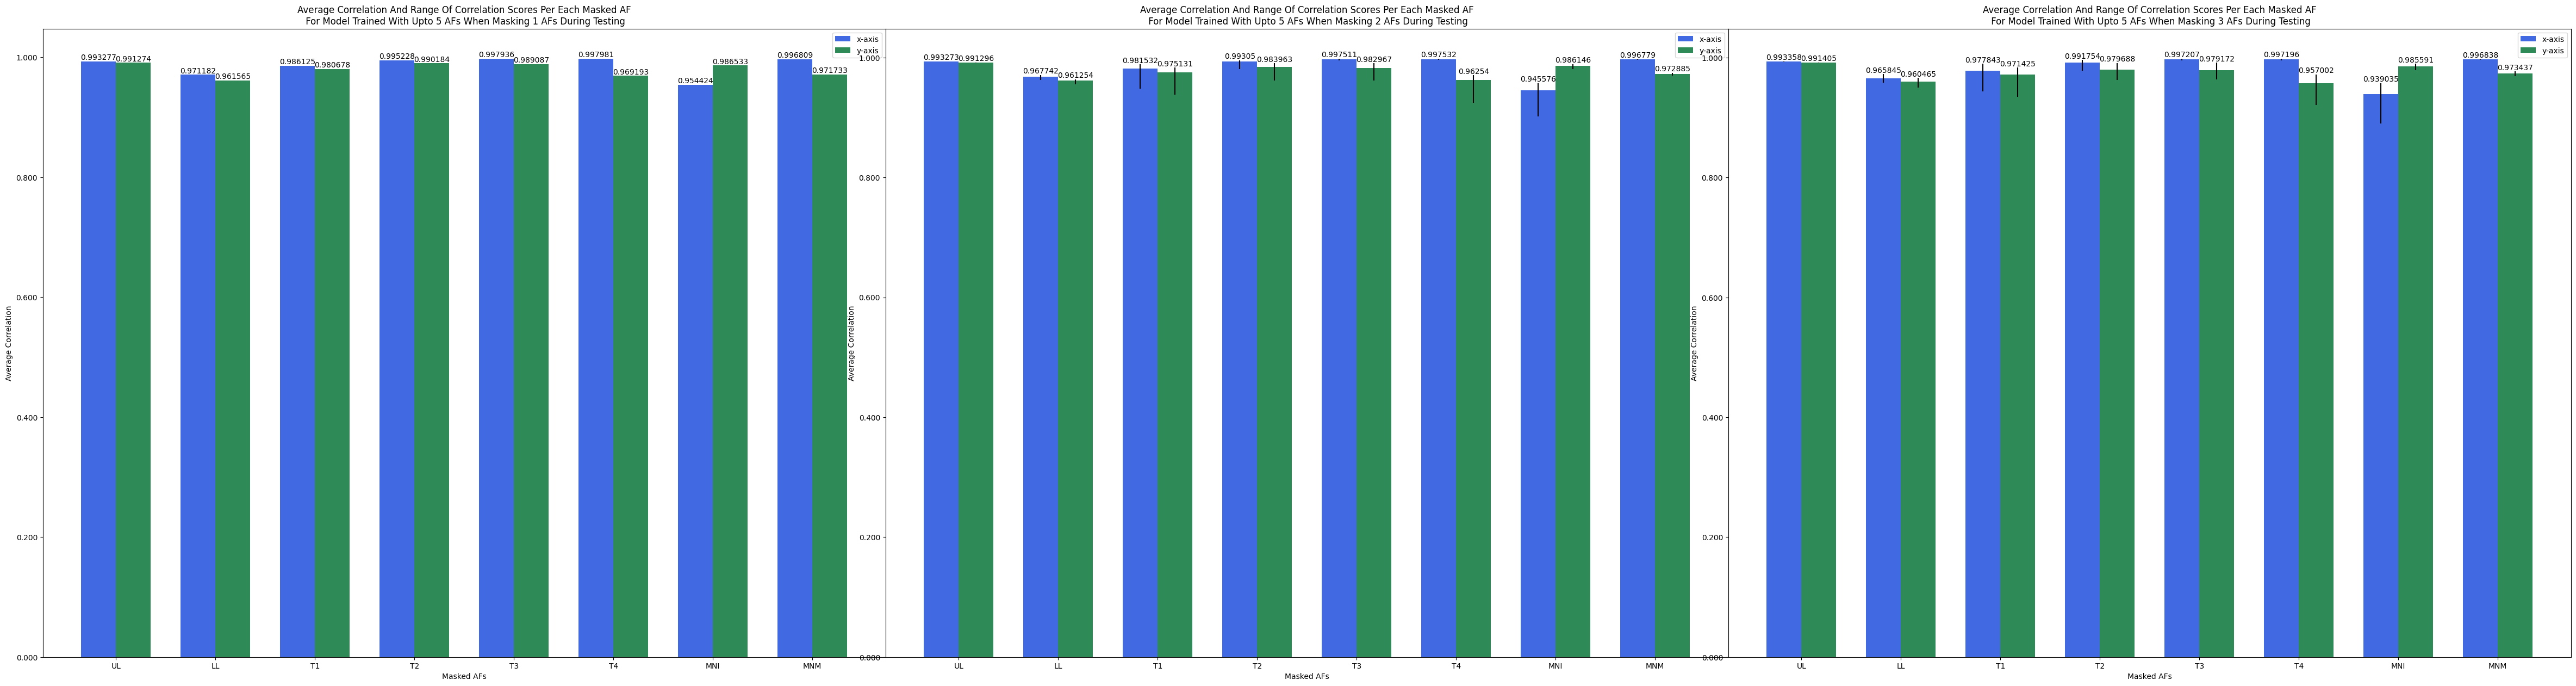 Average Correlation And Range Of Correlation Scores Per Each Masked AF
For Model Trained With Upto 5 AFs When Masking 1 AFs During Testing
x-axis
y-axis
1.000
0.800
0.600
0.400
0.200
0.000
Average Correlation
0.993277 0.991274 0.971182 0.961565 0.986125 0.980678 0.995228 0.990184 0.997936 0.989087 0.997981 0.969193 0.954424 0.986533 0.996809 0.971733
UL LL T1 T2 T3 T4 MNI MNM
Masked AFs
Average Correlation And Range Of Correlation Scores Per Each Masked AF
For Model Trained With Upto 5 AFs When Masking 2 AFs During Testing
x-axis
y-axis
1.000
0.800
0.600
0.400
0.200
0.000
Average Correlation
0.993273 0.991296 0.967742 0.961254 0.981532 0.975131 0.99305 0.983963 0.997511 0.982967 0.997532 0.96254 0.945576 0.986146 0.996779 0.972885
UL LL T1 T2 T3 T4 MNI MNM
Masked AFs
Average Correlation And Range Of Correlation Scores Per Each Masked AF
For Model Trained With Upto 5 AFs When Masking 3 AFs During Testing
x-axis
y-axis
1.000
0.800
0.600
0.400
0.200
0.000
Average Correlation
0.993358 0.991405 0.965845 0.960465 0.977843 0.971425 0.991754 0.979688 0.997207 0.979172 0.997196 0.957002 0.939035 0.985591 0.996838 0.973437
UL LL T1 T2 T3 T4 MNI MNM
Masked AFs